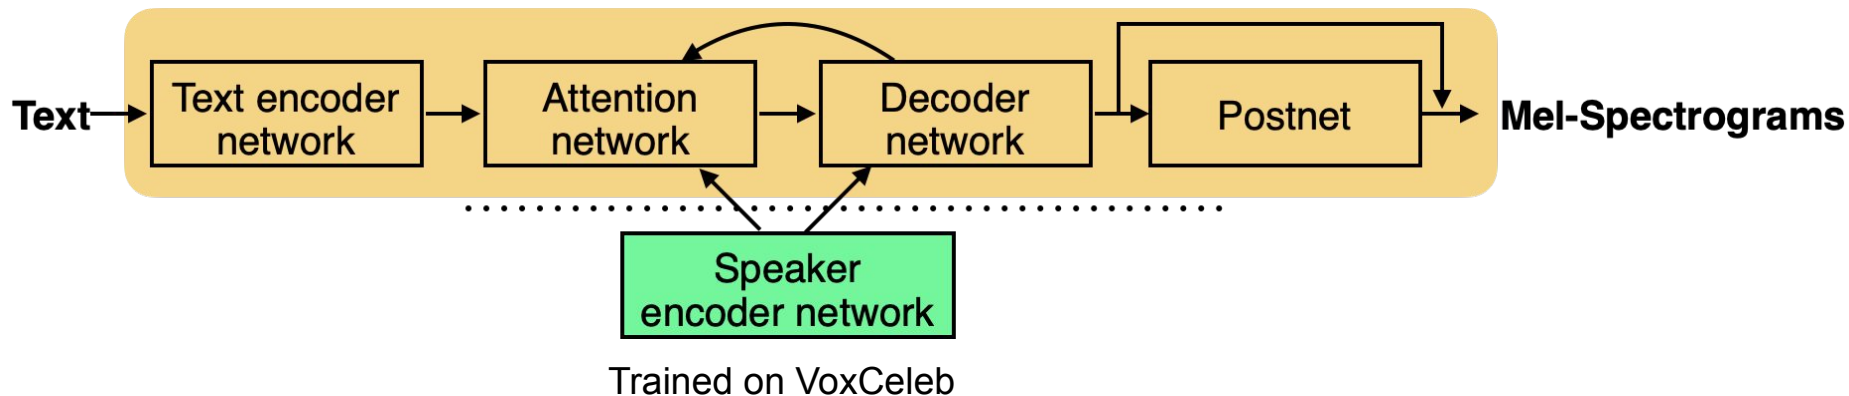 Text
Text encoder
network
Attention
network
Decoder
network
Postnet
Mel-Spectrograms
Speaker
encoder network
Trained on VoxCeleb